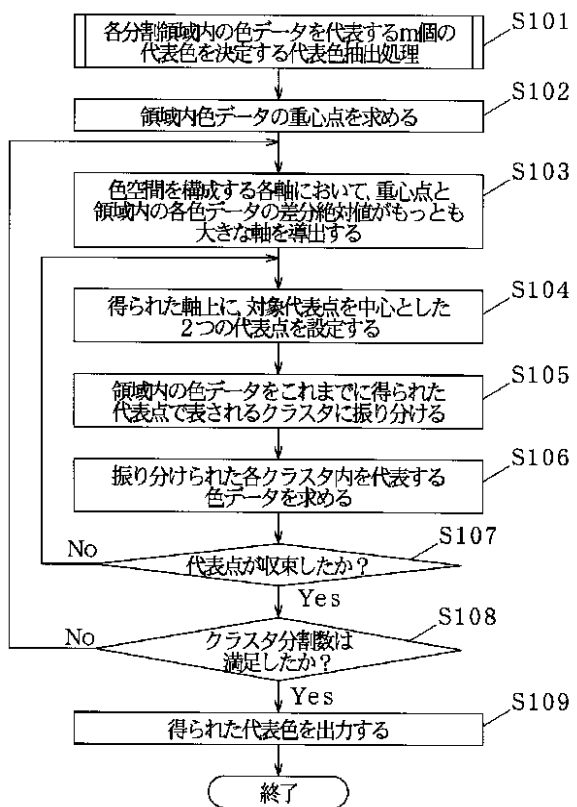 各分割領域内の色データを代表するm個の
代表色を決定する代表色抽出処理
S101
領域内色データの重心点を求める
S102
色空間を構成する各軸において、重心点と
領域内の各色データの差分絶対値がもっとも
大きな軸を導出する
S103
得られた軸上に、対象代表点を中心とした
2つの代表点を設定する
S104
領域内の色データをこれまでに得られた
代表点で表されるクラスタに振り分ける
S105
振り分けられた各クラスタ内を代表する
色データを求める
S106
代表点が収束したか?
S107
No
Yes
クラスタ分割数は
満足したか?
S108
No
Yes
得られた代表色を出力する
S109
終了